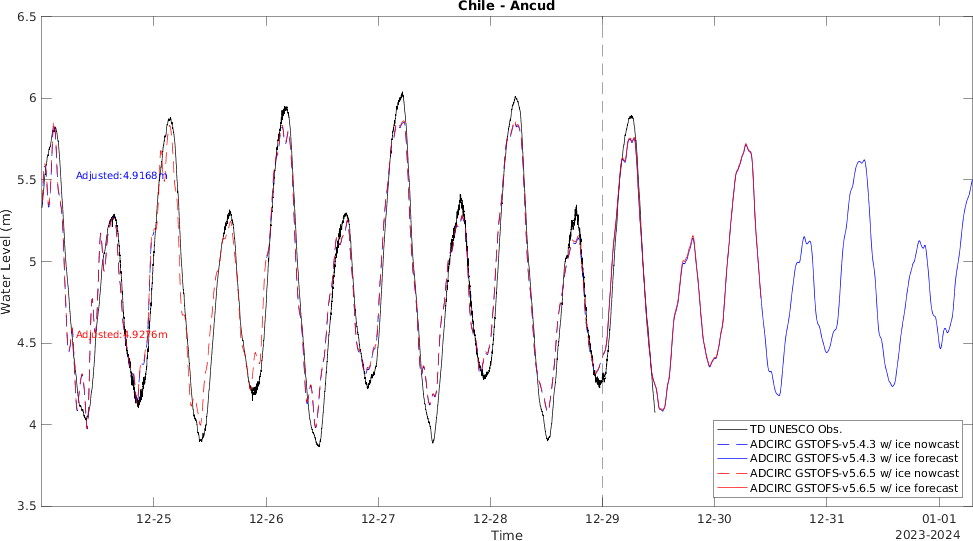 Chile - Ancud
6.5
6
5.5
5
4.5
4
3.5
Water Level (m)
Adjusted:4.9168m
Adjusted:4.9276m
TD UNESCO Obs.
ADCIRC GSTOFS-v5.4.3 w/ ice nowcast
ADCIRC GSTOFS-v5.4.3 w/ ice forecast
ADCIRC GSTOFS-v5.6.5 w/ ice nowcast
ADCIRC GSTOFS-v5.6.5 w/ ice forecast
12-25 12-26 12-27 12-28 12-29 12-30 12-31 01-01
Time
2023-2024